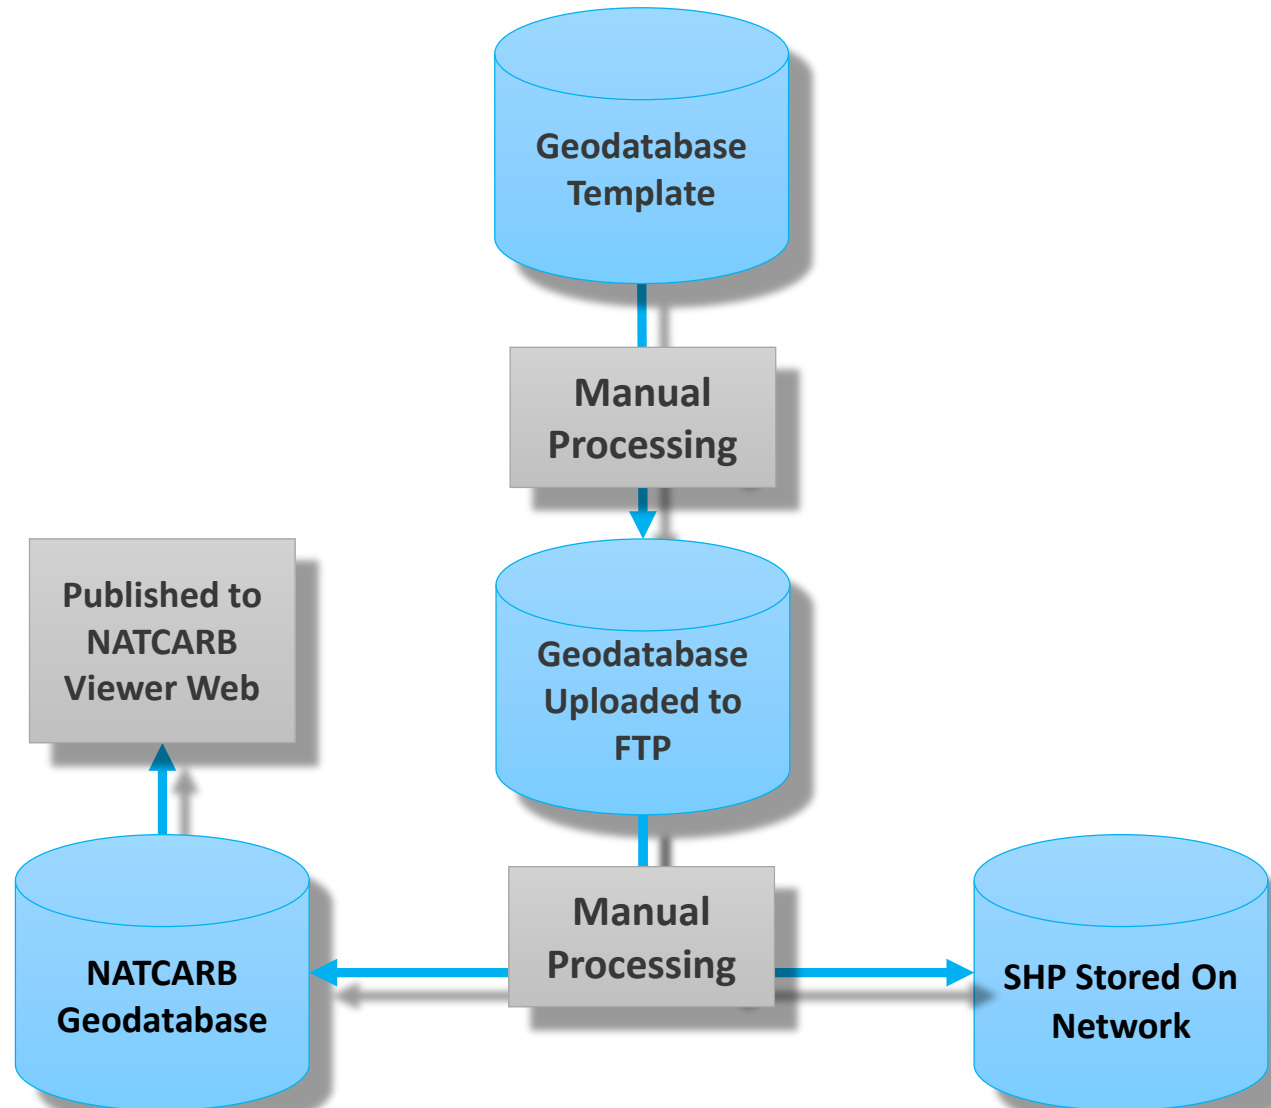 Geodatabase
Template
Manual
Processing
Published to
NATCARB
Viewer Web
Geodatabase
Uploaded to
FTP
NATCARB
Geodatabase
Manual
Processing
SHP Stored On
Network